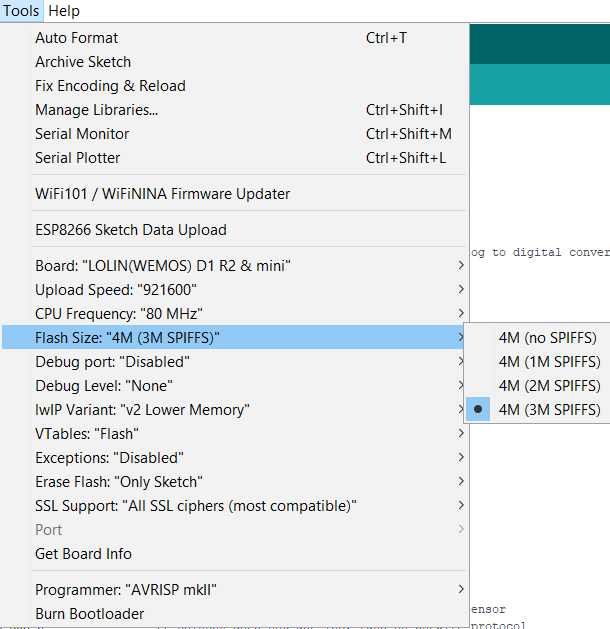 Tools Help
Auto Format Ctrl+T
Archive Sketch
Fix Encoding & Reload
Manage Libraries... Ctrl+Shift+I
Serial Monitor Ctrl+Shift+M
Serial Plotter Ctrl+Shift+L
WiFi101 / WiFiNINA Firmware Updater
ESP8266 Sketch Data Upload
og to digital conver
Board: "LOLIN(WEMOS) D1 R2 & mini"
Upload Speed: "921600"
CPU Frequency: "80 MHz"
Flash Size: "4M (3M SPIFFS)" 4M (no SPIFFS)
Debug port: "Disabled" 4M (1M SPIFFS)
Debug Level: "None" 4M (2M SPIFFS)
lwIP Variant: "v2 Lower Memory" 4M (3M SPIFFS)
VTables: "Flash"
Exceptions: "Disabled"
Erase Flash: "Only Sketch"
SSL Support: "All SSL ciphers (most compatible)"
Port
Get Board Info
Programmer: "AVRISP mkII"
ensor
Burn Bootloader
protocol